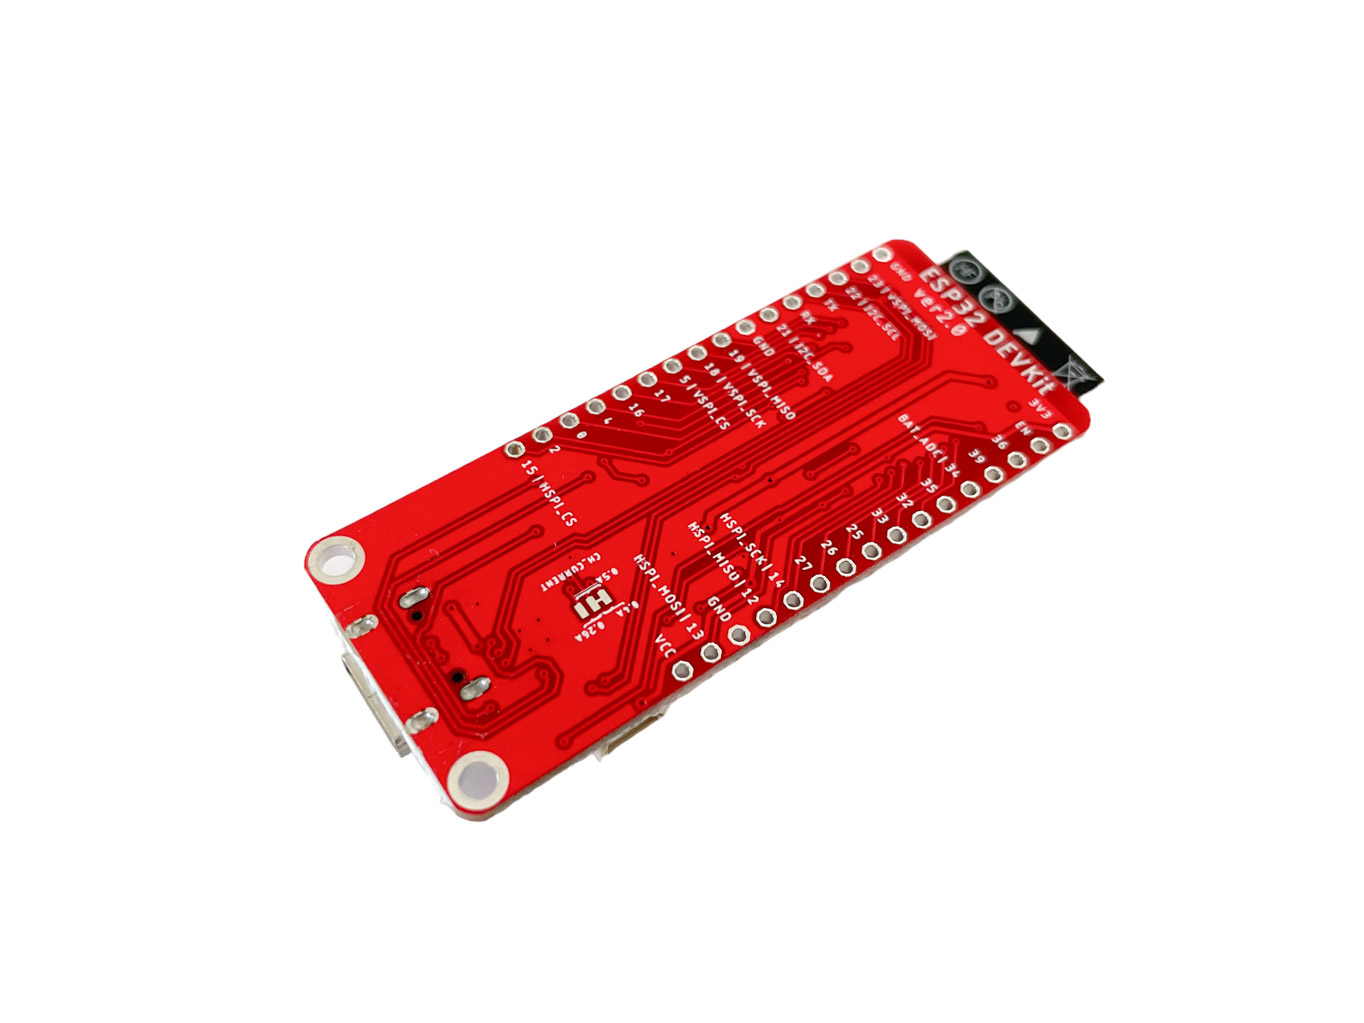 ESP32 DEVKit
ver2.0
GND
23|VSPI_MOSI
22|I2C_SCL
TX
RX
21|I2C_SDA
GND
19|VSPI_MISO
18|VSPI_SCK
5|VSPI_CS
17
16
4
0
2
15|HSPI_CS
3V3
EN
36
39
BAT_ADC|34
35
32
33
25
26
27
HSPI_SCK|14
HSPI_MISO|12
GND
HSPI_MOSI|13
VCC
CH_CURRENT
0.5A
0.4A
0.26A